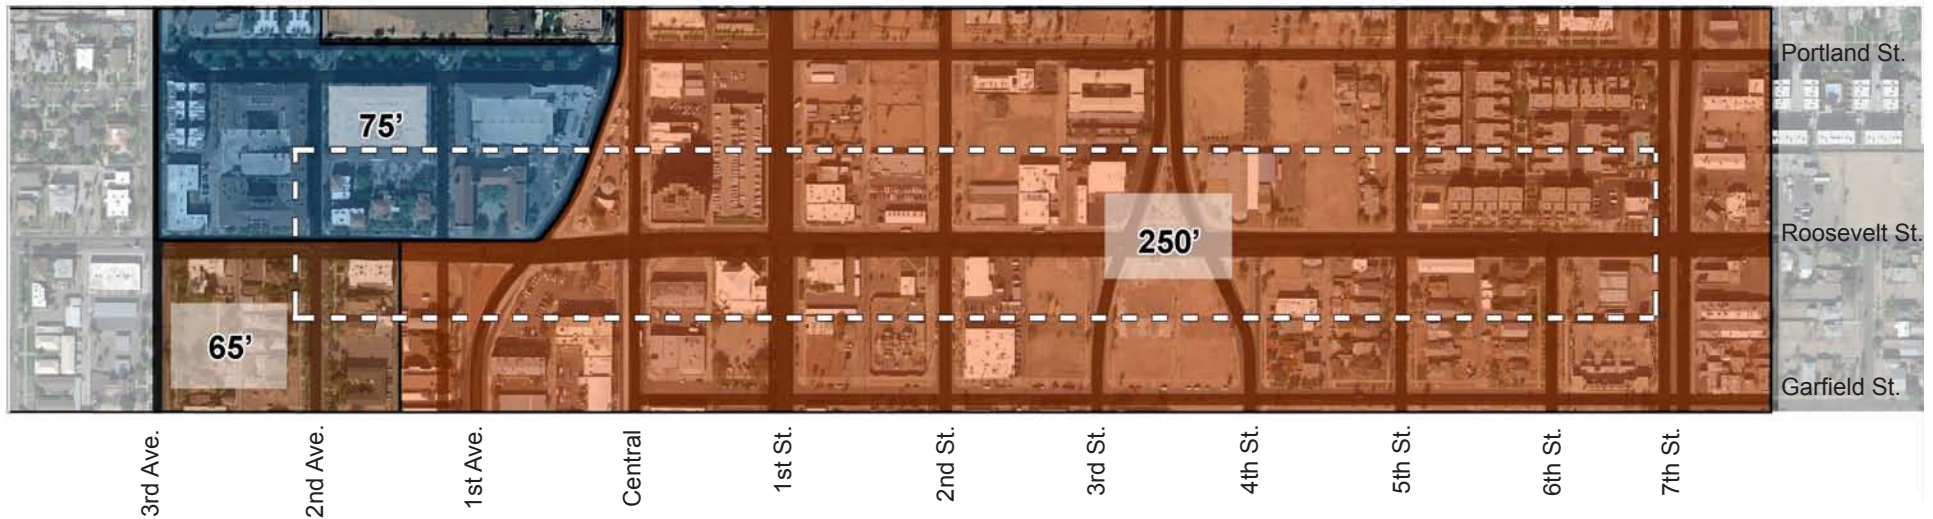 Portland St.
75'
Roosevelt St.
250'
65'
Garfield St.
3rd Ave.
2nd Ave.
1st Ave.
Central
1st St.
2nd St.
3rd St.
4th St.
5th St.
6th St.
7th St.